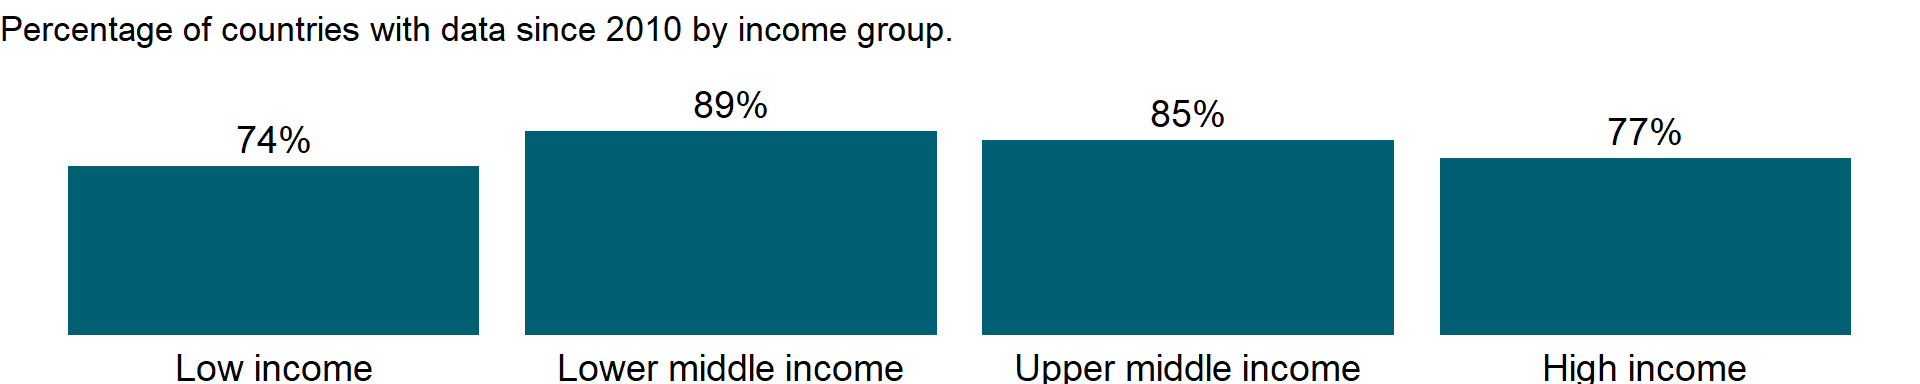 Percentage of countries with data since 2010 by income group.
74%
89%
85%
77%
Low income
Lower middle income
Upper middle income
High income